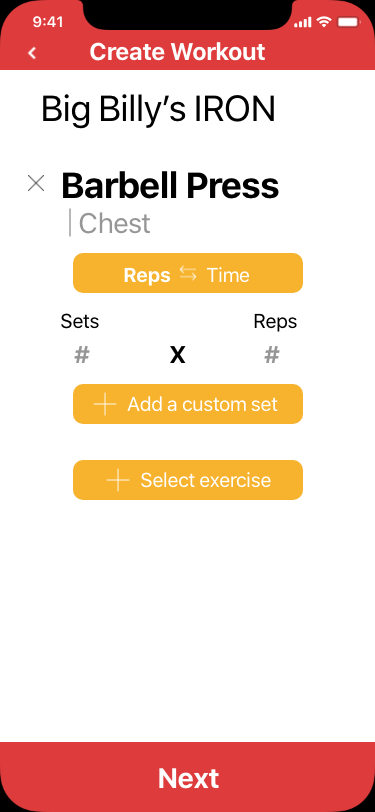 9:41
Create Workout
Big Billy’s IRON
Barbell Press
Chest
Reps Time
Sets Reps
# X #
Add a custom set
Select exercise
Next